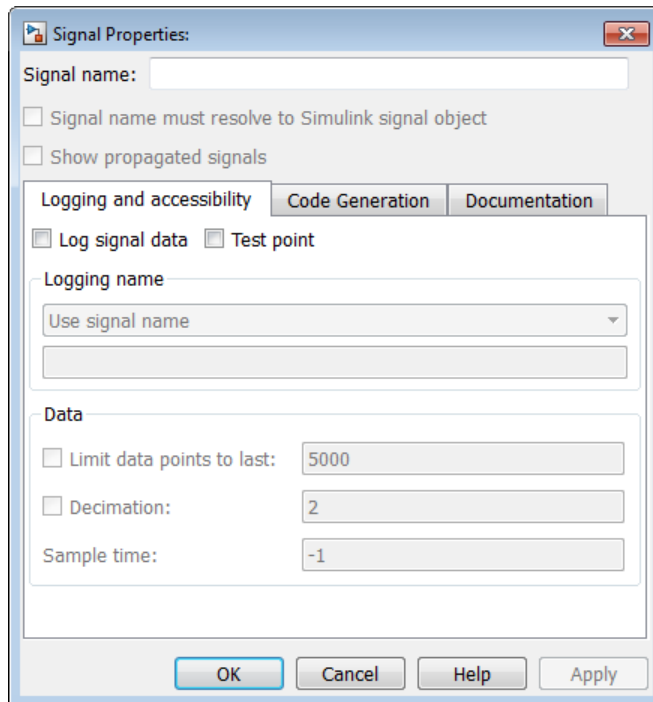 Signal Properties:
Signal name:
Signal name must resolve to Simulink signal object
Show propagated signals
Logging and accessibility Code Generation Documentation
Log signal data Test point
Logging name
Use signal name
Data
Limit data points to last: 5000
Decimation: 2
Sample time: -1
OK Cancel Help Apply